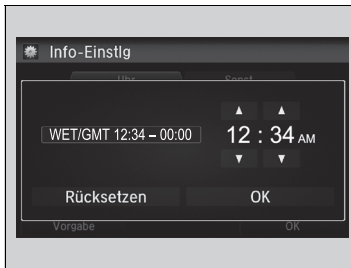 Info-Einstlg
Uhr Sonst.
WET/GMT 12:34 – 00:00
12 : 34 AM
Rücksetzen OK
Vorgabe OK